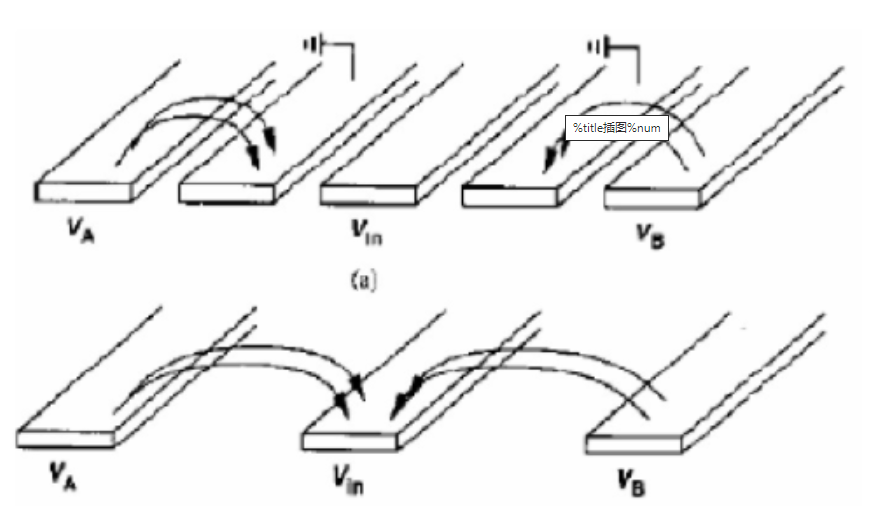 %title插图%num
V_A V_in V_B
(a)
V_A V_in V_B